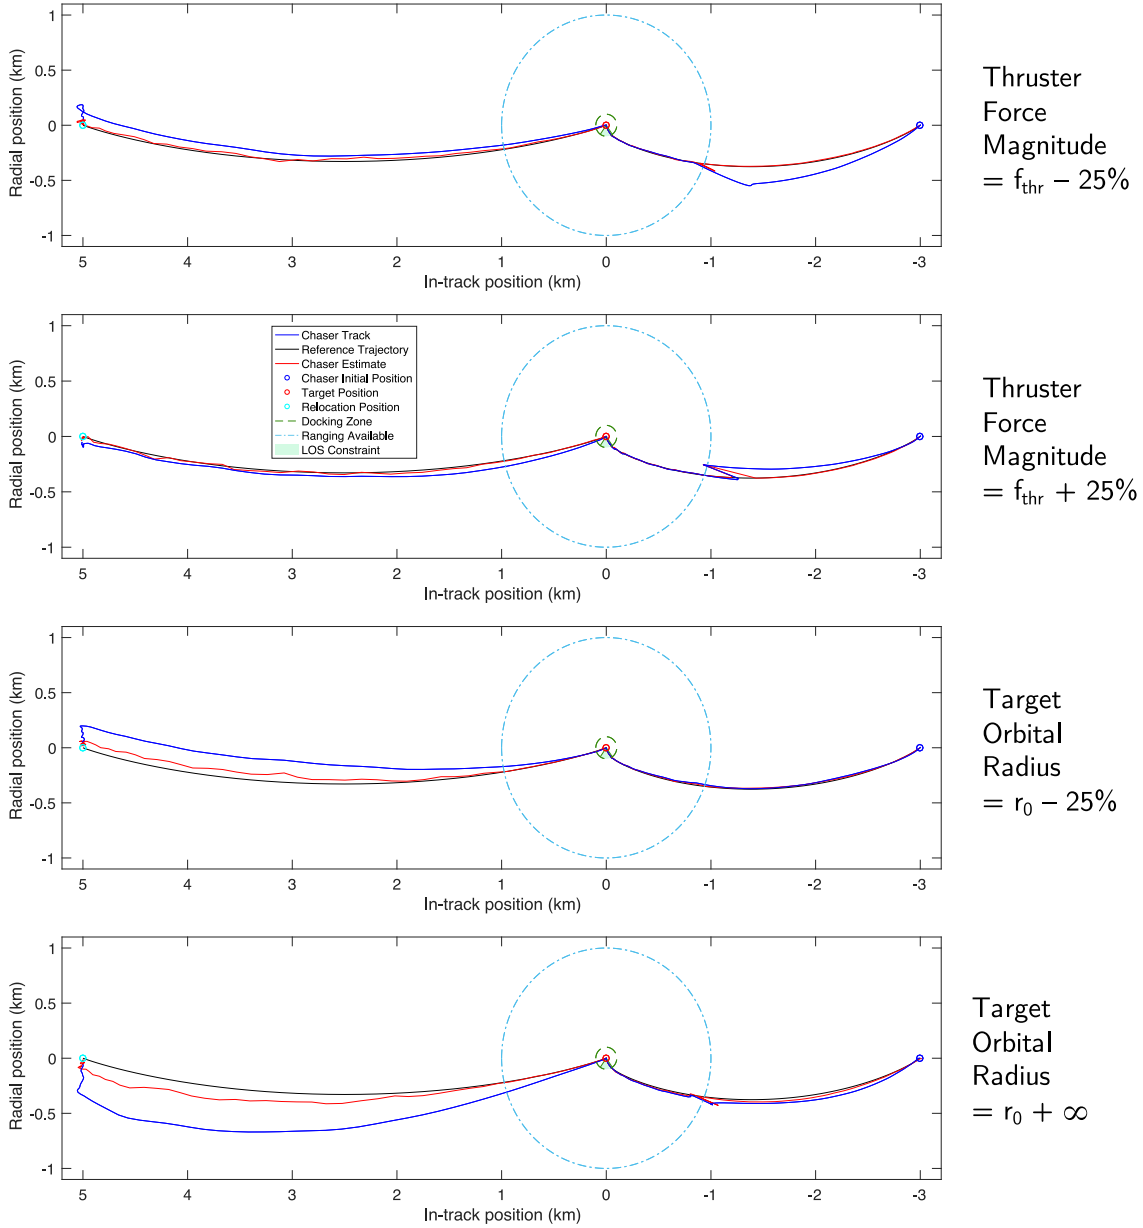 1
0.5
0
-0.5
-1
Radial position (km)
5
4
3
2
1
0
-1
-2
-3
In-track position (km)
Thruster
Force
Magnitude
= f_thr − 25%
1
0.5
0
-0.5
-1
Radial position (km)
Chaser Track
Reference Trajectory
Chaser Estimate
Chaser Initial Position
Target Position
Relocation Position
Docking Zone
Ranging Available
LOS Constraint
5
4
3
2
1
0
-1
-2
-3
In-track position (km)
Thruster
Force
Magnitude
= f_thr + 25%
1
0.5
0
-0.5
-1
Radial position (km)
5
4
3
2
1
0
-1
-2
-3
In-track position (km)
Target
Orbital
Radius
= r_0 − 25%
1
0.5
0
-0.5
-1
Radial position (km)
5
4
3
2
1
0
-1
-2
-3
In-track position (km)
Target
Orbital
Radius
= r_0 + ∞